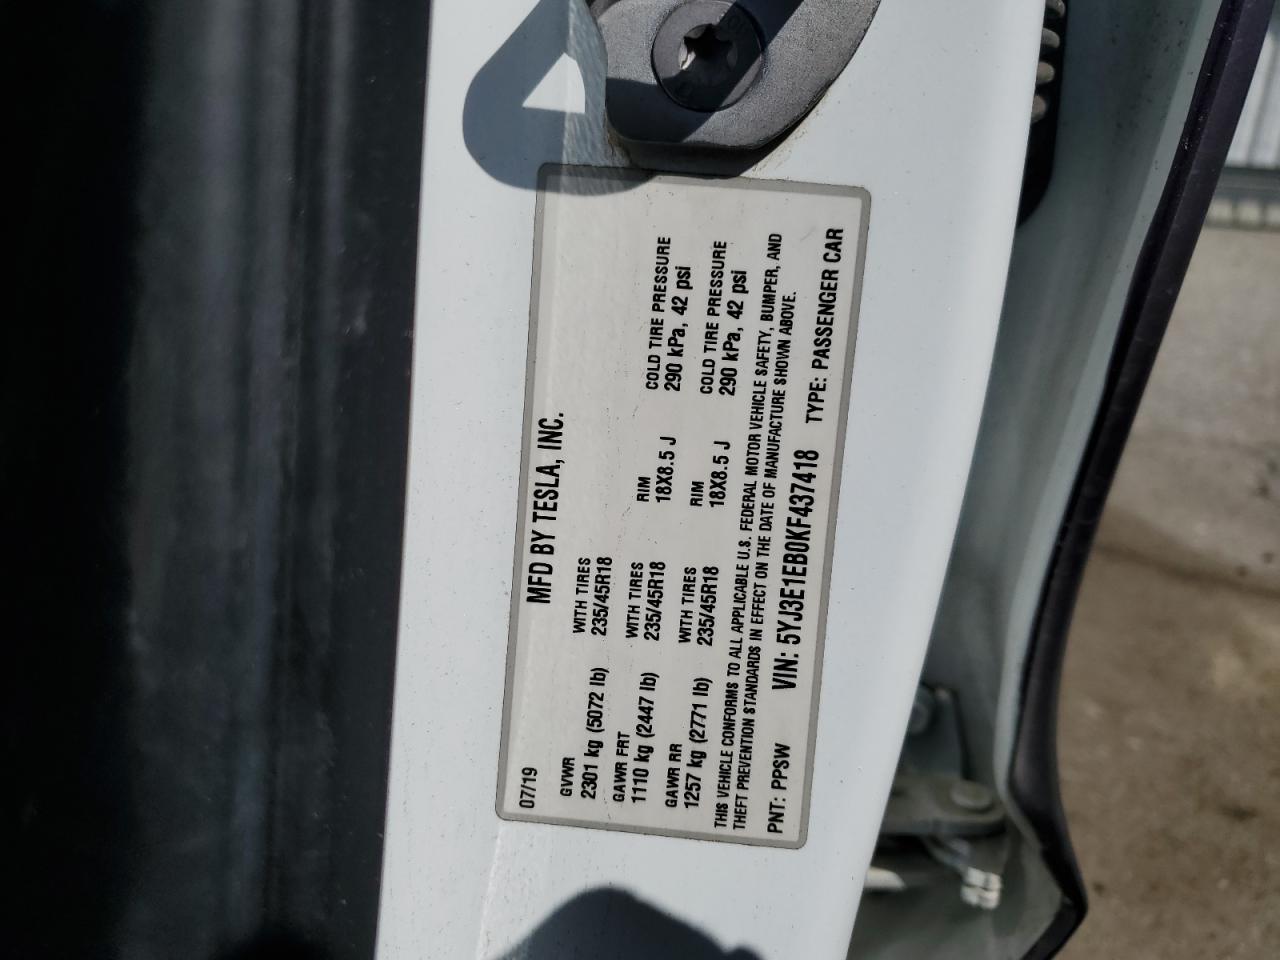 07/19 MFD BY TESLA, INC.
GVWR WITH TIRES
2301 kg (5072 lb) 235/45R18
GAWR FRT WITH TIRES RIM COLD TIRE PRESSURE
1110 kg (2447 lb) 235/45R18 18X8.5 J 290 kPa, 42 psi
GAWR RR WITH TIRES RIM COLD TIRE PRESSURE
1257 kg (2771 lb) 235/45R18 18X8.5 J 290 kPa, 42 psi
THIS VEHICLE CONFORMS TO ALL APPLICABLE U.S. FEDERAL MOTOR VEHICLE SAFETY, BUMPER, AND
THEFT PREVENTION STANDARDS IN EFFECT ON THE DATE OF MANUFACTURE SHOWN ABOVE.
PNT: PPSW VIN: 5YJ3E1EB0KF437418 TYPE: PASSENGER CAR